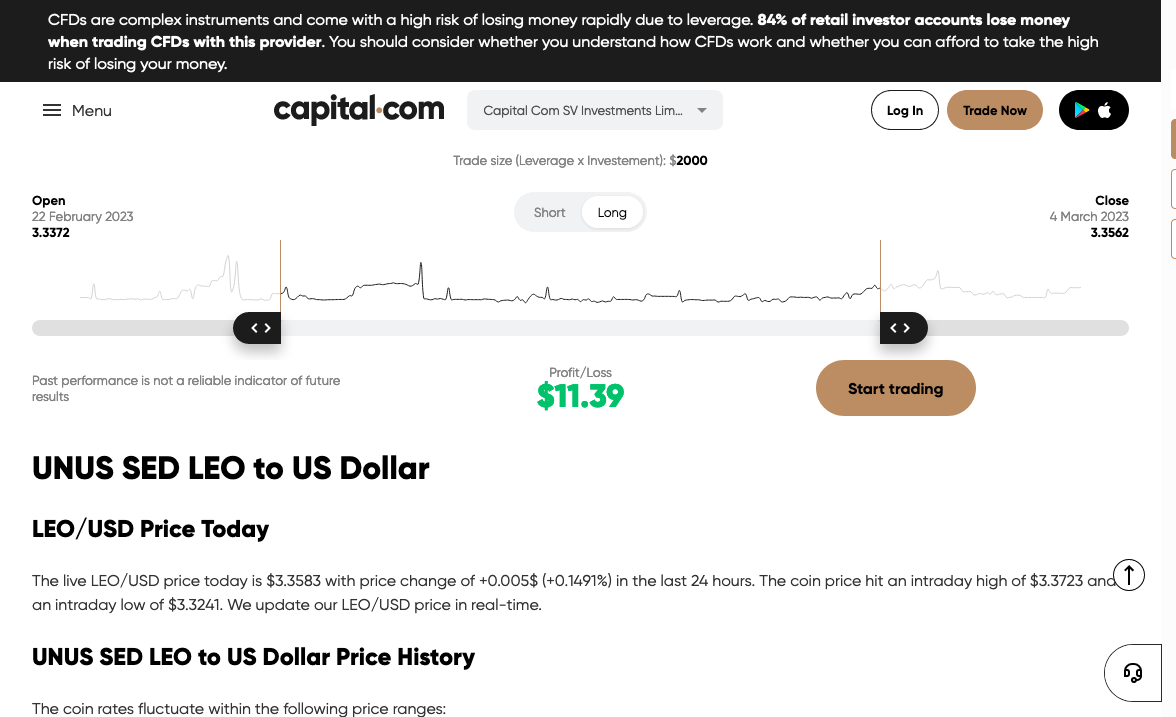 CFDs are complex instruments and come with a high risk of losing money rapidly due to leverage. 84% of retail investor accounts lose money
when trading CFDs with this provider. You should consider whether you understand how CFDs work and whether you can afford to take the high
risk of losing your money.
Menu
capital.com
Capital Com SV Investments Lim...
Log In
Trade Now
Trade size (Leverage x Investement): $2000
Open
22 February 2023
3.3372
Short
Long
Close
4 March 2023
3.3562
Past performance is not a reliable indicator of future
results
Profit/Loss
$11.39
Start trading
UNUS SED LEO to US Dollar
LEO/USD Price Today
The live LEO/USD price today is $3.3583 with price change of +0.005$ (+0.1491%) in the last 24 hours. The coin price hit an intraday high of $3.3723 and
an intraday low of $3.3241. We update our LEO/USD price in real-time.
UNUS SED LEO to US Dollar Price History
The coin rates fluctuate within the following price ranges: